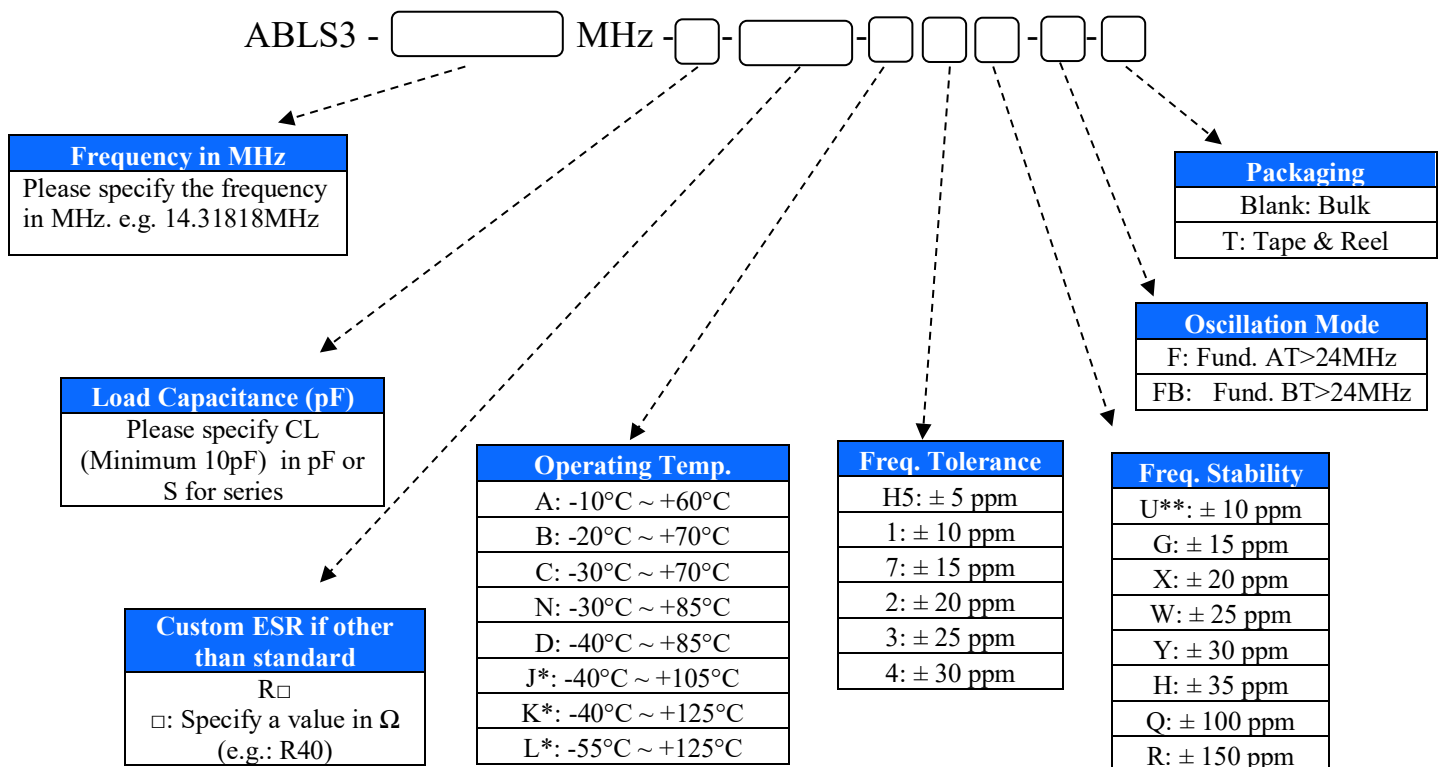 ABLS3 - MHz - - - - -
Frequency in MHz
Please specify the frequency
in MHz. e.g. 14.31818MHz
Packaging
Blank: Bulk
T: Tape & Reel
Oscillation Mode
F: Fund. AT>24MHz
FB: Fund. BT>24MHz
Load Capacitance (pF)
Please specify CL
(Minimum 10pF) in pF or
S for series
Custom ESR if other
than standard
R□
□: Specify a value in Ω
(e.g.: R40)
Operating Temp.
A: -10°C ~ +60°C
B: -20°C ~ +70°C
C: -30°C ~ +70°C
N: -30°C ~ +85°C
D: -40°C ~ +85°C
J*: -40°C ~ +105°C
K*: -40°C ~ +125°C
L*: -55°C ~ +125°C
Freq. Tolerance
H5: ± 5 ppm
1: ± 10 ppm
7: ± 15 ppm
2: ± 20 ppm
3: ± 25 ppm
4: ± 30 ppm
Freq. Stability
U**: ± 10 ppm
G: ± 15 ppm
X: ± 20 ppm
W: ± 25 ppm
Y: ± 30 ppm
H: ± 35 ppm
Q: ± 100 ppm
R: ± 150 ppm